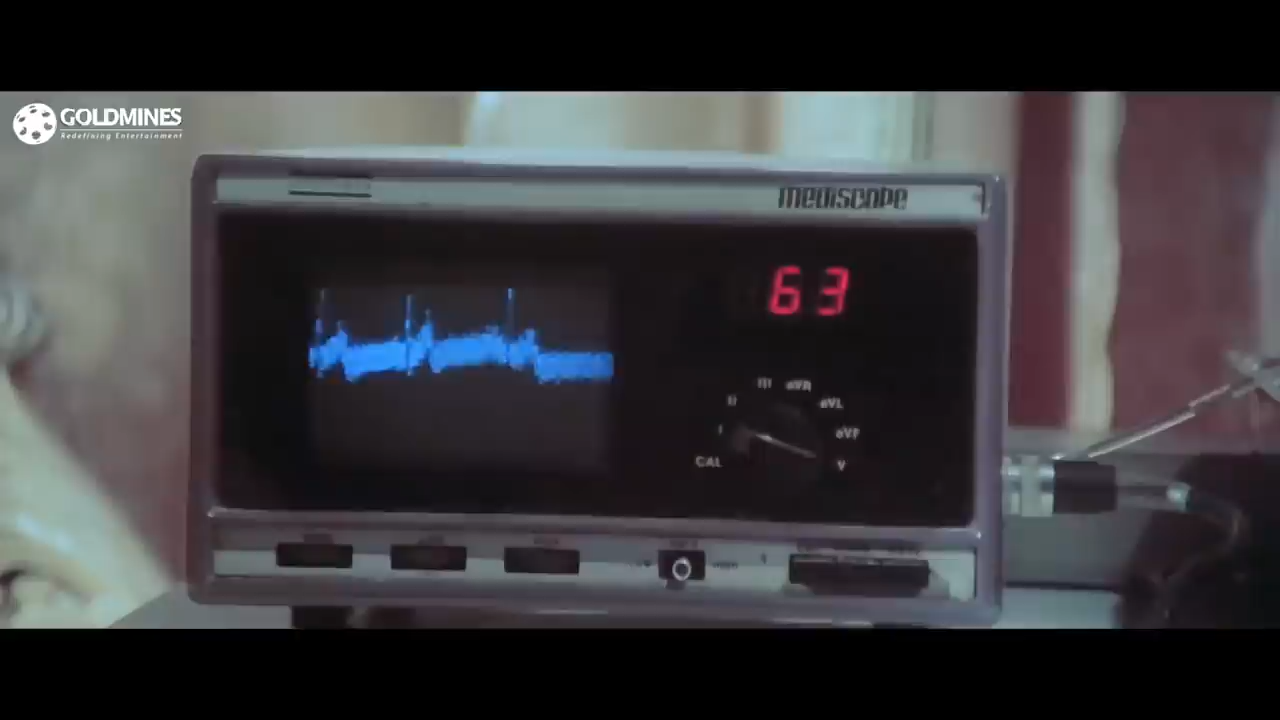 GOLDMINES
Redefining Entertainment
mediscope
63
III aVR
II aVL
I aVF
CAL V